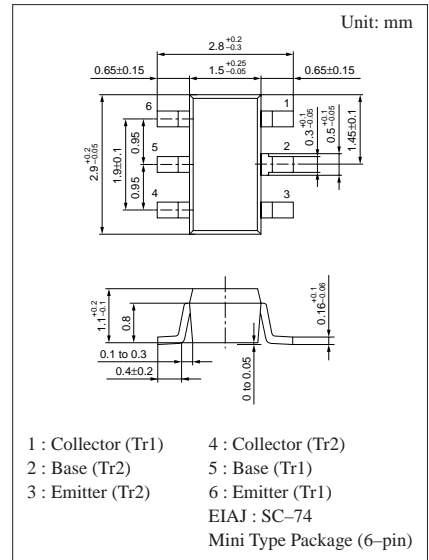 Unit: mm
2.8 +0.2 −0.3
0.65±0.15 1.5 +0.25 −0.05 0.65±0.15
6 1
5 2
4 3
2.9 +0.2 −0.05
1.9±0.1
0.95
0.95
0.3 +0.1 −0.05
0.5 +0.1 −0.05
1.45±0.1
1.1 +0.2 −0.1
0.8
0.16 +0.1 −0.06
0.1 to 0.3
0.4±0.2
0 to 0.05
1 : Collector (Tr1) 4 : Collector (Tr2)
2 : Base (Tr2) 5 : Base (Tr1)
3 : Emitter (Tr2) 6 : Emitter (Tr1)
EIAJ : SC–74
Mini Type Package (6–pin)